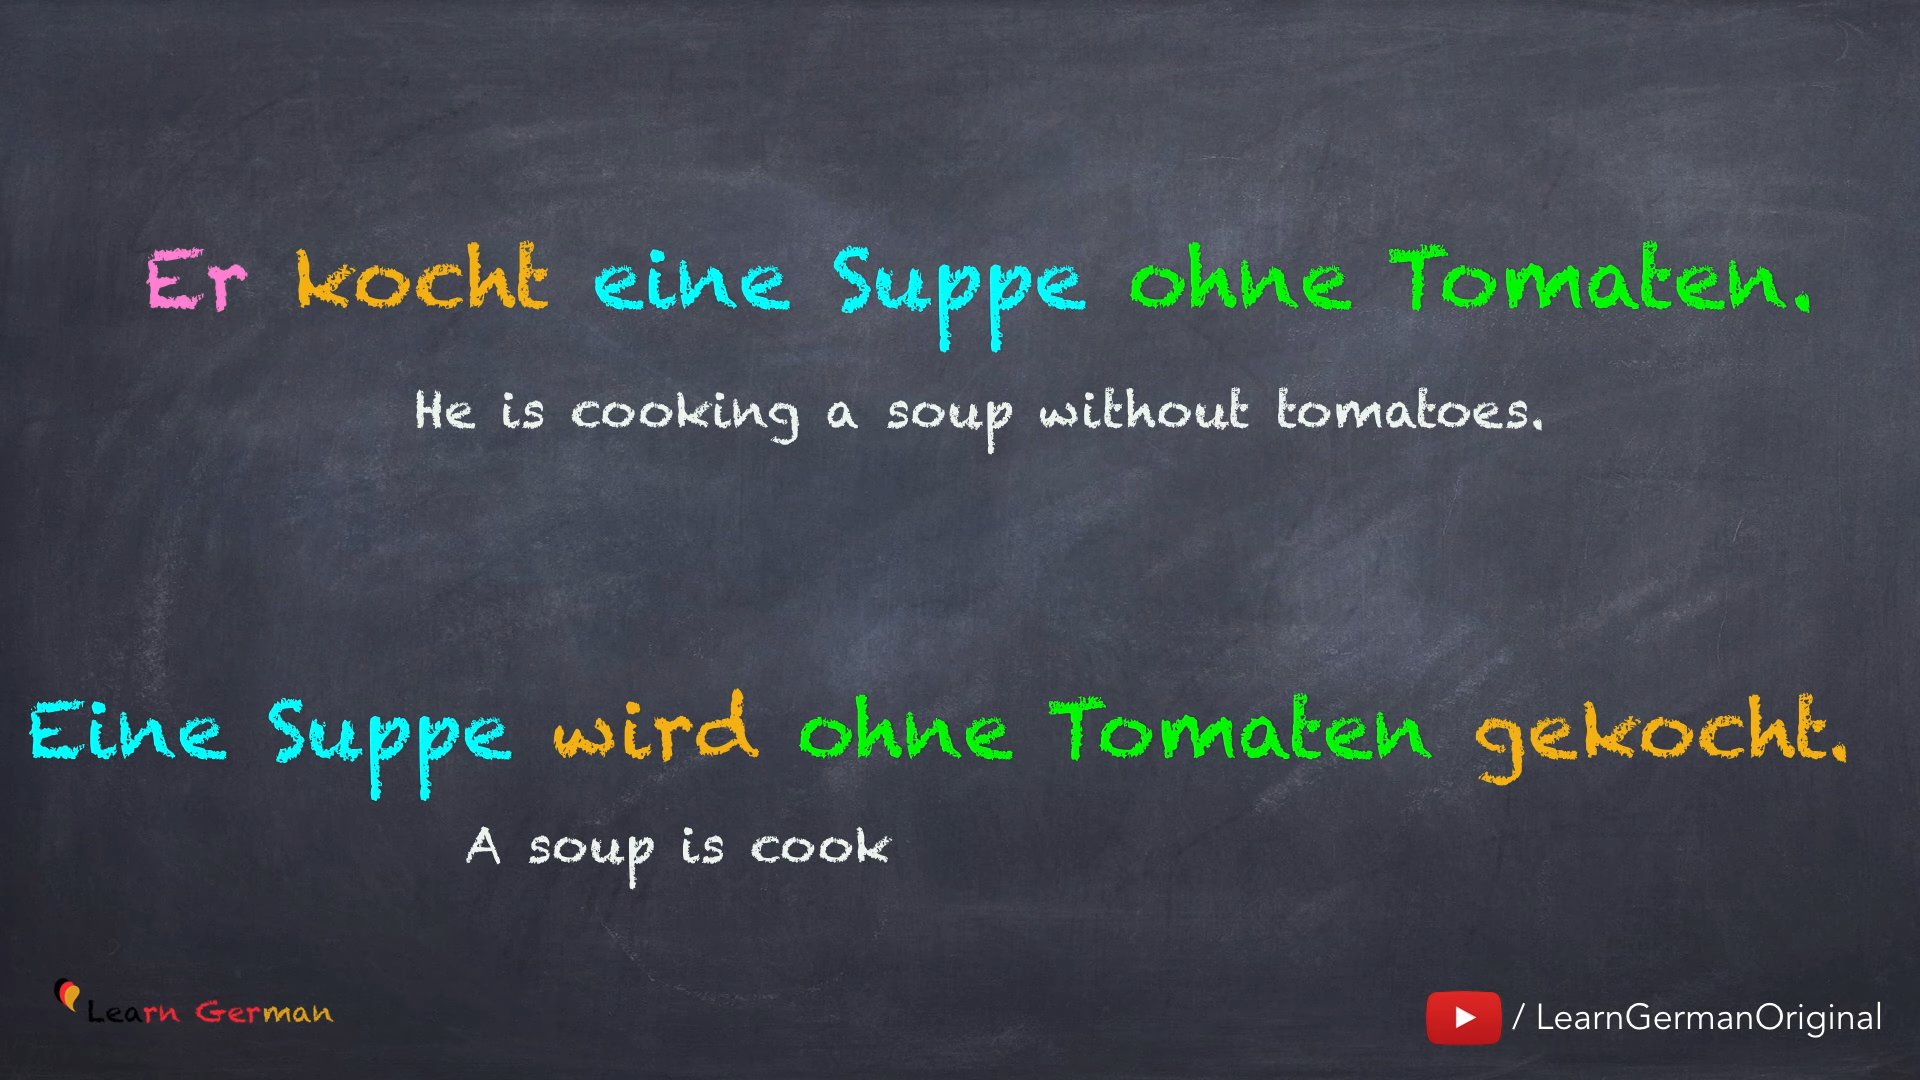 Er kocht eine Suppe ohne Tomaten.
He is cooking a soup without tomatoes.
Eine Suppe wird ohne Tomaten gekocht.
A soup is cook
Learn German
/ LearnGermanOriginal